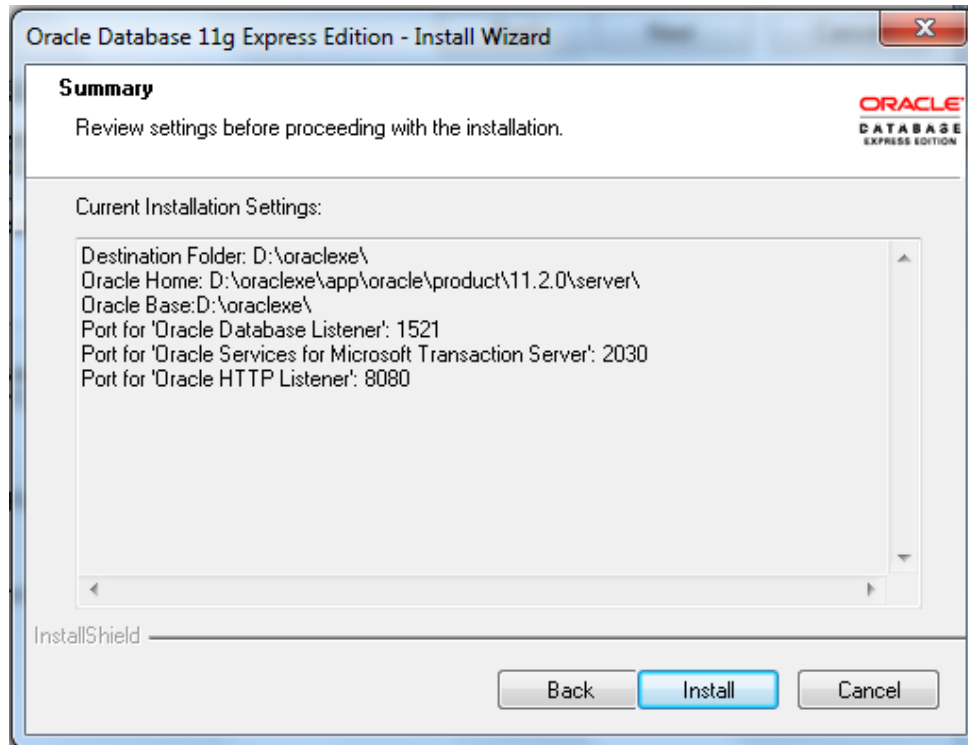 Oracle Database 11g Express Edition - Install Wizard
Summary
Review settings before proceeding with the installation.
ORACLE
DATABASE
EXPRESS EDITION
Current Installation Settings:
Destination Folder: D:\oraclexe\
Oracle Home: D:\oraclexe\app\oracle\product\11.2.0\server\
Oracle Base:D:\oraclexe\
Port for 'Oracle Database Listener': 1521
Port for 'Oracle Services for Microsoft Transaction Server': 2030
Port for 'Oracle HTTP Listener': 8080
InstallShield
Back Install Cancel